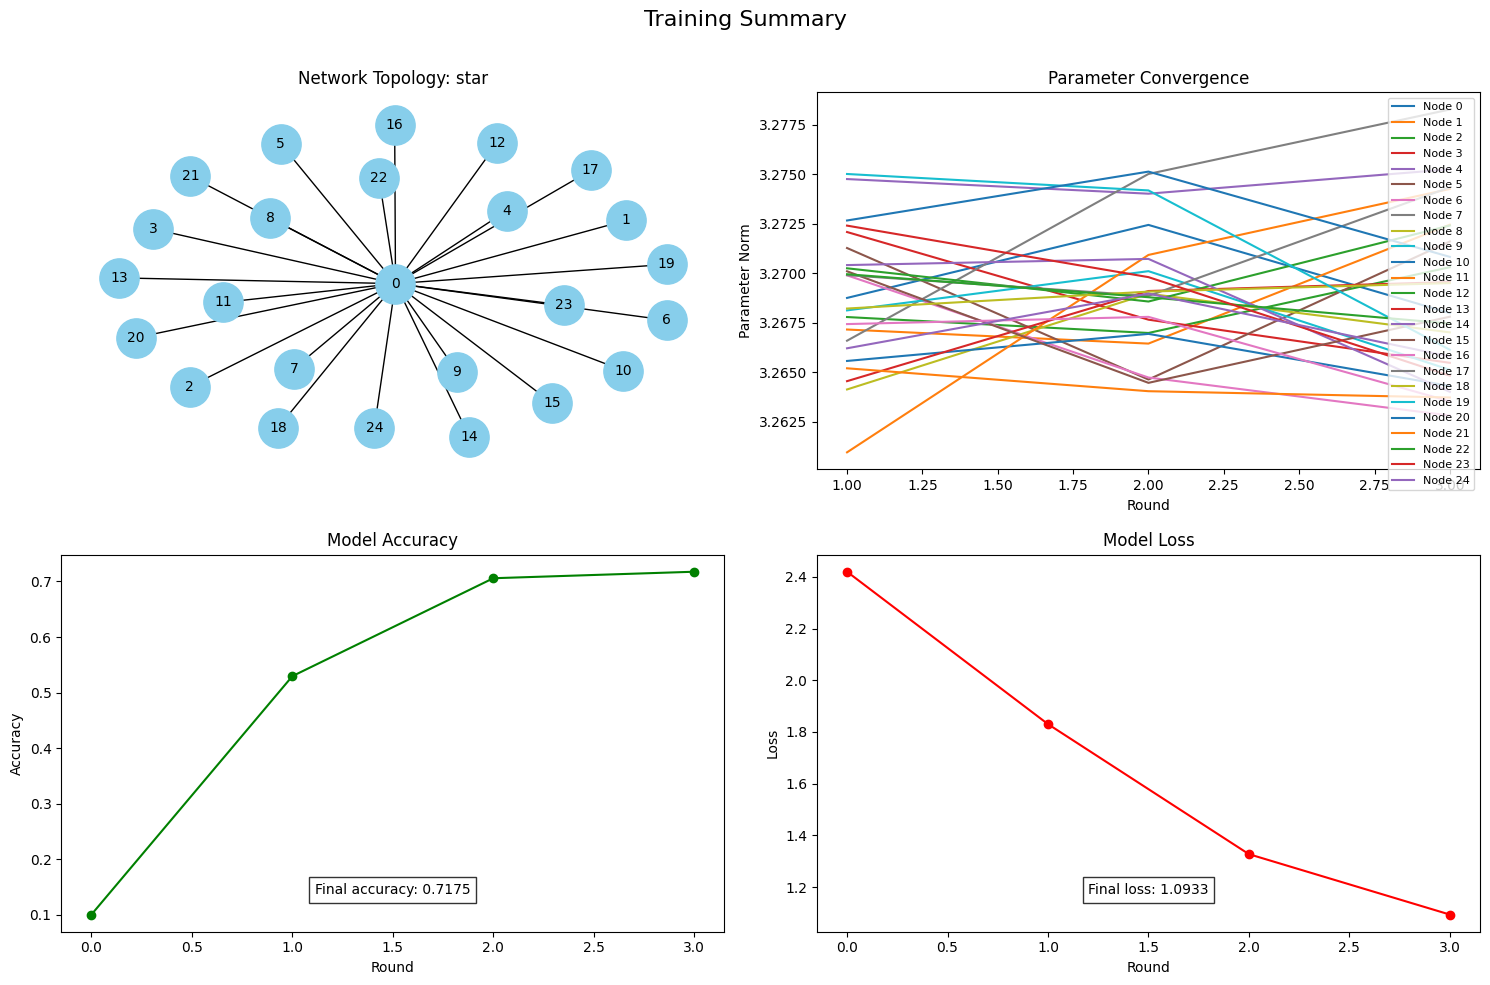 Training Summary
Network Topology: star
16
5
12
17
21
22
4
8
1
3
19
13
0
11
23
6
20
7
9
10
2
15
18
24
14
Parameter Convergence
Parameter Norm
3.2775
3.2750
3.2725
3.2700
3.2675
3.2650
3.2625
1.00 1.25 1.50 1.75 2.00 2.25 2.50 2.75 3.00
Round
Node 0
Node 1
Node 2
Node 3
Node 4
Node 5
Node 6
Node 7
Node 8
Node 9
Node 10
Node 11
Node 12
Node 13
Node 14
Node 15
Node 16
Node 17
Node 18
Node 19
Node 20
Node 21
Node 22
Node 23
Node 24
Model Accuracy
Accuracy
0.7
0.6
0.5
0.4
0.3
0.2
0.1
Final accuracy: 0.7175
0.0 0.5 1.0 1.5 2.0 2.5 3.0
Round
Model Loss
Loss
2.4
2.2
2.0
1.8
1.6
1.4
1.2
Final loss: 1.0933
0.0 0.5 1.0 1.5 2.0 2.5 3.0
Round